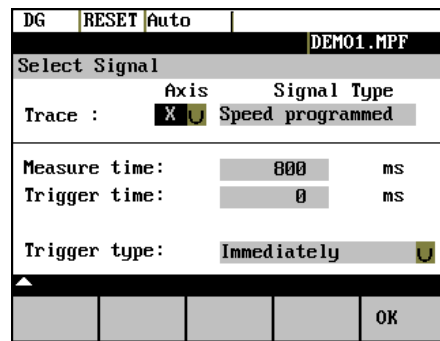 DG RESET Auto
DEMO1.MPF
Select Signal
Axis Signal Type
Trace : X U Speed programmed
Measure time: 800 ms
Trigger time: 0 ms
Trigger type: Immediately U
OK